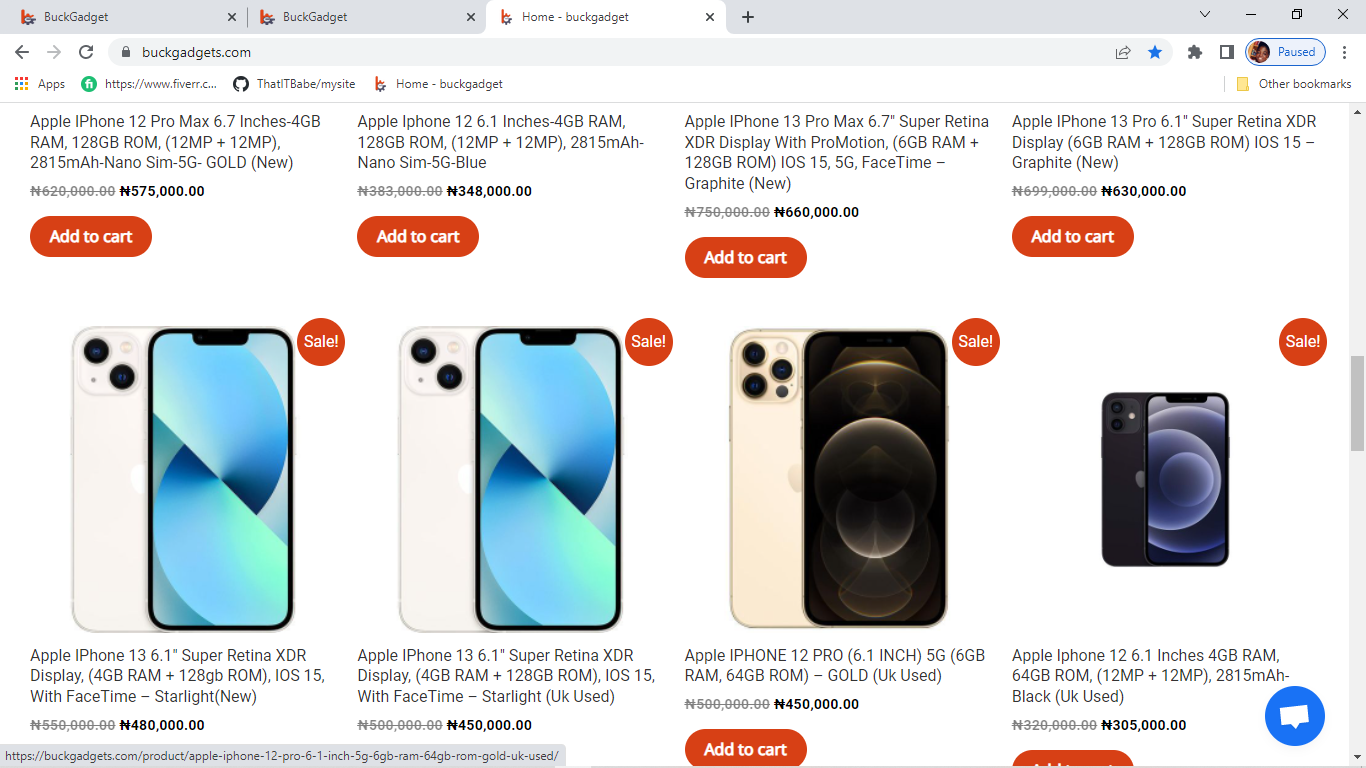 BuckGadget
BuckGadget
Home - buckgadget
buckgadgets.com
Paused
Apps
https://www.fiverr.c...
ThatITBabe/mysite
Home - buckgadget
Other bookmarks
Apple IPhone 12 Pro Max 6.7 Inches-4GB
RAM, 128GB ROM, (12MP + 12MP),
2815mAh-Nano Sim-5G- GOLD (New)
₦620,000.00 ₦575,000.00
Add to cart
Apple Iphone 12 6.1 Inches-4GB RAM,
128GB ROM, (12MP + 12MP), 2815mAh-
Nano Sim-5G-Blue
₦383,000.00 ₦348,000.00
Add to cart
Apple IPhone 13 Pro Max 6.7" Super Retina
XDR Display With ProMotion, (6GB RAM +
128GB ROM) IOS 15, 5G, FaceTime –
Graphite (New)
₦750,000.00 ₦660,000.00
Add to cart
Apple IPhone 13 Pro 6.1" Super Retina XDR
Display (6GB RAM + 128GB ROM) IOS 15 –
Graphite (New)
₦699,000.00 ₦630,000.00
Add to cart
Sale!
Apple IPhone 13 6.1" Super Retina XDR
Display, (4GB RAM + 128gb ROM), IOS 15,
With FaceTime – Starlight(New)
₦550,000.00 ₦480,000.00
Sale!
Apple IPhone 13 6.1" Super Retina XDR
Display, (4GB RAM + 128GB ROM), IOS 15,
With FaceTime – Starlight (Uk Used)
₦500,000.00 ₦450,000.00
Sale!
Apple IPHONE 12 PRO (6.1 INCH) 5G (6GB
RAM, 64GB ROM) – GOLD (Uk Used)
₦500,000.00 ₦450,000.00
Add to cart
Sale!
Apple Iphone 12 6.1 Inches 4GB RAM,
64GB ROM, (12MP + 12MP), 2815mAh-
Black (Uk Used)
₦320,000.00 ₦305,000.00
https://buckgadgets.com/product/apple-iphone-12-pro-6-1-inch-5g-6gb-ram-64gb-rom-gold-uk-used/